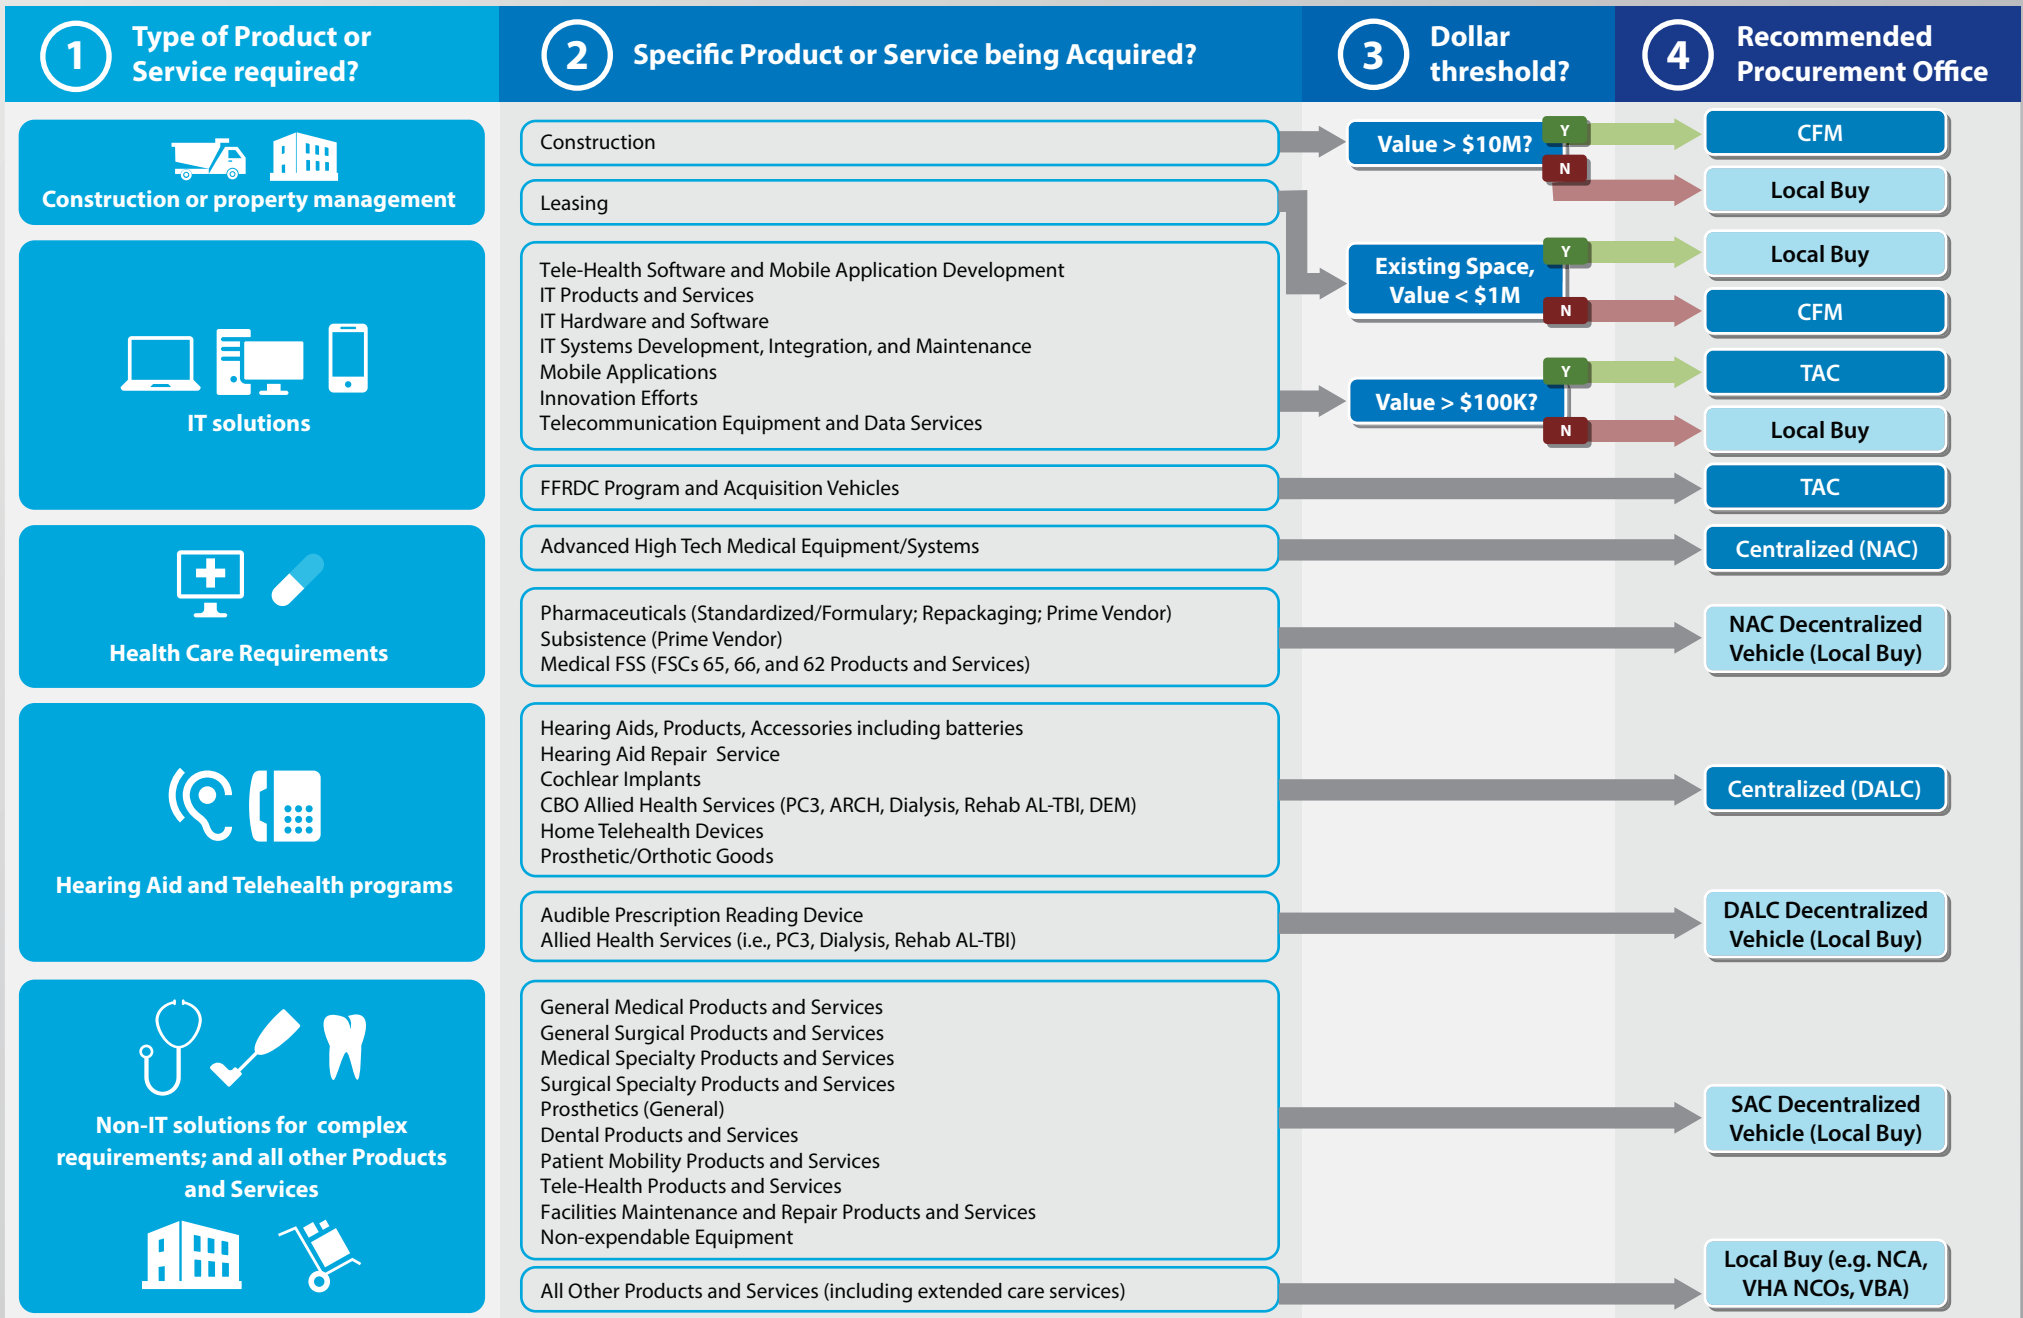 1
Type of Product or
Service required?
2
Specific Product or Service being Acquired?
3
Dollar
threshold?
4
Recommended
Procurement Office
Construction or property management
Construction
Value > $10M?
Y
N
CFM
Local Buy
Leasing
Existing Space,
Value < $1M
Y
N
Local Buy
CFM
IT solutions
Tele-Health Software and Mobile Application Development
IT Products and Services
IT Hardware and Software
IT Systems Development, Integration, and Maintenance
Mobile Applications
Innovation Efforts
Telecommunication Equipment and Data Services
Value > $100K?
Y
N
TAC
Local Buy
FFRDC Program and Acquisition Vehicles
TAC
Health Care Requirements
Advanced High Tech Medical Equipment/Systems
Centralized (NAC)
Pharmaceuticals (Standardized/Formulary; Repackaging; Prime Vendor)
Subsistence (Prime Vendor)
Medical FSS (FSCs 65, 66, and 62 Products and Services)
NAC Decentralized
Vehicle (Local Buy)
Hearing Aid and Telehealth programs
Hearing Aids, Products, Accessories including batteries
Hearing Aid Repair Service
Cochlear Implants
CBO Allied Health Services (PC3, ARCH, Dialysis, Rehab AL-TBI, DEM)
Home Telehealth Devices
Prosthetic/Orthotic Goods
Centralized (DALC)
Audible Prescription Reading Device
Allied Health Services (i.e., PC3, Dialysis, Rehab AL-TBI)
DALC Decentralized
Vehicle (Local Buy)
Non-IT solutions for complex
requirements; and all other Products
and Services
General Medical Products and Services
General Surgical Products and Services
Medical Specialty Products and Services
Surgical Specialty Products and Services
Prosthetics (General)
Dental Products and Services
Patient Mobility Products and Services
Tele-Health Products and Services
Facilities Maintenance and Repair Products and Services
Non-expendable Equipment
SAC Decentralized
Vehicle (Local Buy)
All Other Products and Services (including extended care services)
Local Buy (e.g. NCA,
VHA NCOs, VBA)